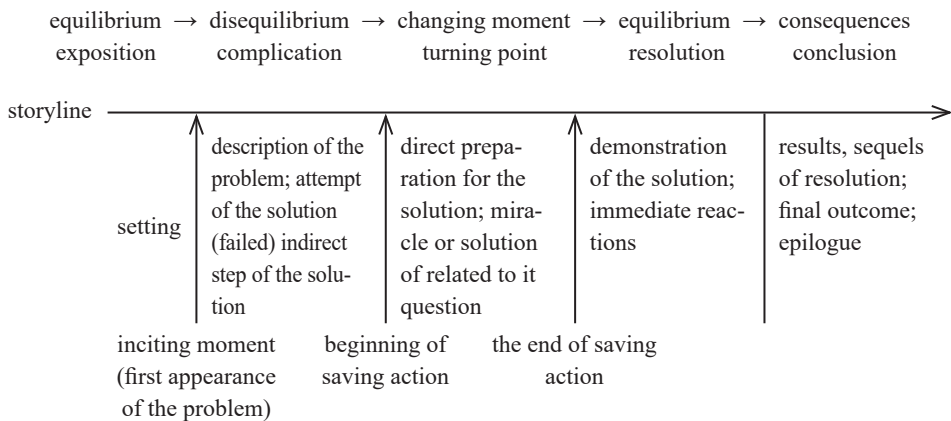 equilibrium → disequilibrium → changing moment → equilibrium → consequences
exposition complication turning point resolution conclusion
storyline
setting
description of the
problem; attempt
of the solution
(failed) indirect
step of the solu-
tion
direct prepa-
ration for the
solution; mira-
cle or solution
of related to it
question
demonstration
of the solution;
immediate reac-
tions
results, sequels
of resolution;
final outcome;
epilogue
inciting moment
(first appearance
of the problem)
beginning of
saving action
the end of saving
action